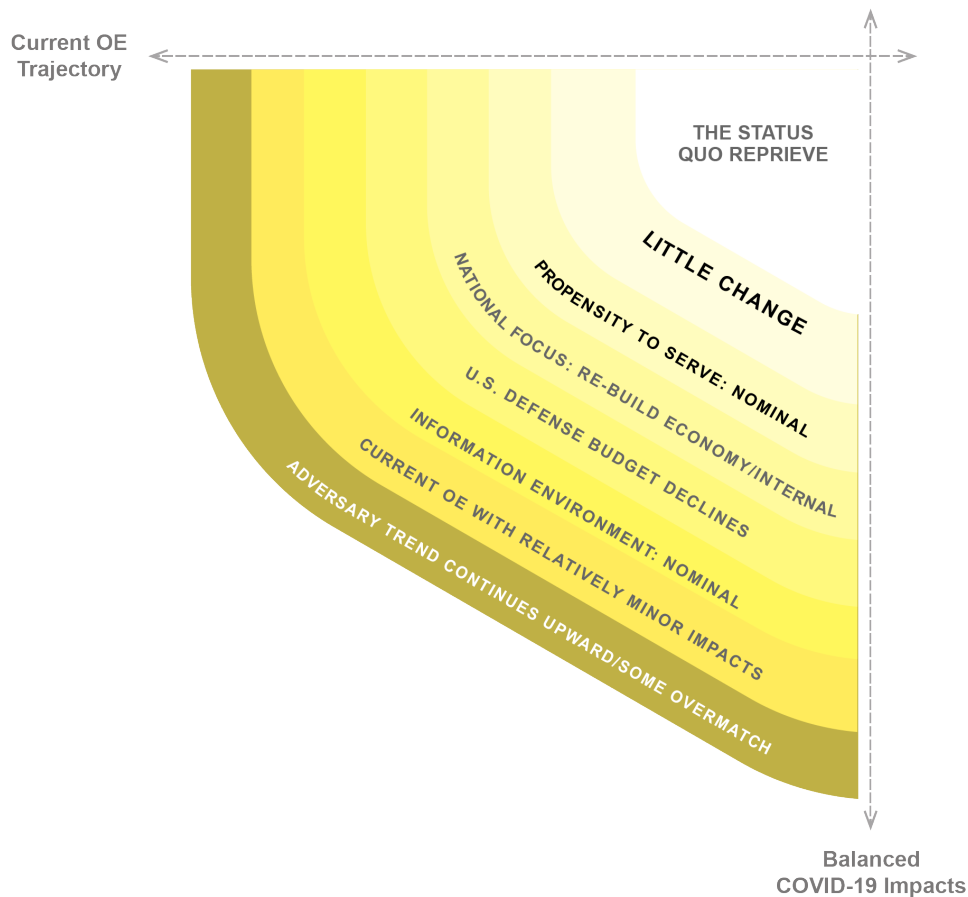 Current OE
Trajectory
THE STATUS
QUO REPRIEVE
LITTLE CHANGE
PROPENSITY TO SERVE: NOMINAL
NATIONAL FOCUS: RE-BUILD ECONOMY/INTERNAL
U.S. DEFENSE BUDGET DECLINES
INFORMATION ENVIRONMENT: NOMINAL
CURRENT OE WITH RELATIVELY MINOR IMPACTS
ADVERSARY TREND CONTINUES UPWARD/SOME OVERMATCH
Balanced
COVID-19 Impacts